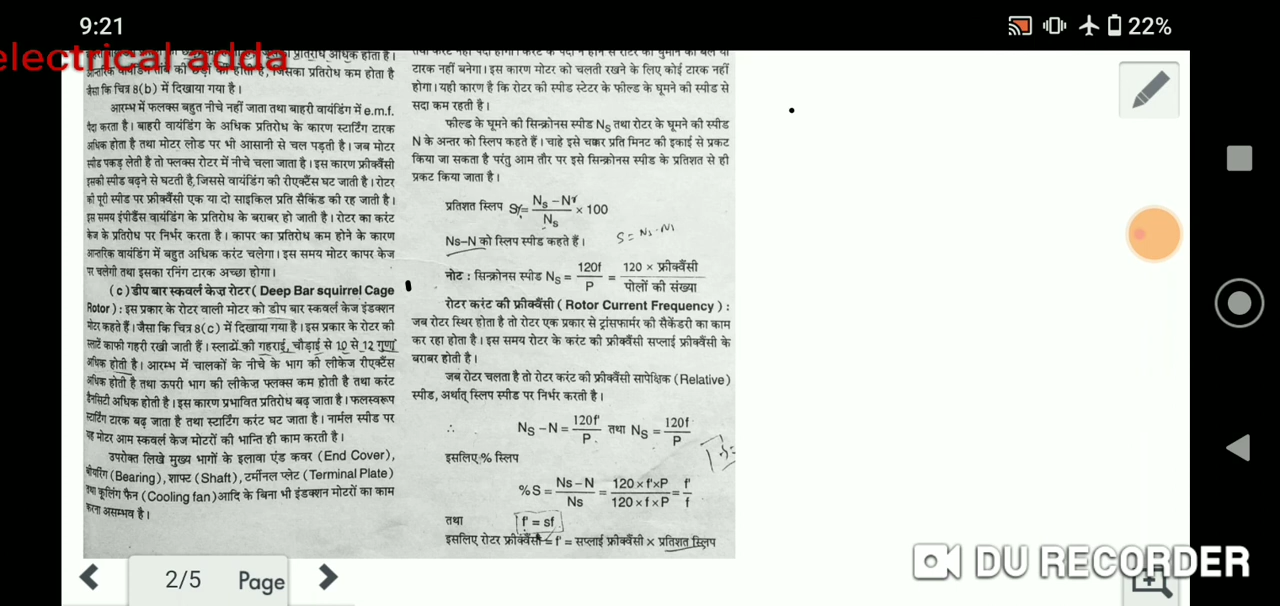 9:21
22%
electrical adda
प्रतिरोध अधिक होता है।
आन्तरिक वायंडिंग तांबे की छड़ों की होती है, जिसका प्रतिरोध कम होता है
जैसा कि चित्र 8(b) में दिखाया गया है।
आरम्भ में फलक्स बहुत नीचे नहीं जाता तथा बाहरी वायंडिंग में e.m.f.
पैदा करता है। बाहरी वायंडिंग के अधिक प्रतिरोध के कारण स्टार्टिंग टारक
अधिक होता है तथा मोटर लोड पर भी आसानी से चल पड़ती है। जब मोटर
स्पीड पकड़ लेती है तो फ्लक्स रोटर में नीचे चला जाता है। इस कारण फ्रीक्वैंसी
इसकी स्पीड बढ़ने से घटती है, जिससे वायंडिंग की रीएक्टैंस घट जाती है। रोटर
की पूरी स्पीड पर फ्रीक्वैंसी एक या दो साइकिल प्रति सैकिंड की रह जाती है।
इस समय इंपीडैंस वायंडिंग के प्रतिरोध के बराबर हो जाती है। रोटर का करंट
केज के प्रतिरोध पर निर्भर करता है। कापर का प्रतिरोध कम होने के कारण
आन्तरिक वायंडिंग में बहुत अधिक करंट चलेगा। इस समय मोटर कापर केज
पर चलेगी तथा इसका रनिंग टारक अच्छा होगा।
(c) डीप बार स्कवर्ल केज़ रोटर ( Deep Bar squirrel Cage
Rotor) : इस प्रकार के रोटर वाली मोटर को डीप बार स्कवर्ल केज इंडक्शन
मोटर कहते हैं। जैसा कि चित्र 8(c) में दिखाया गया है। इस प्रकार के रोटर की
स्लाटें काफी गहरी रखी जाती हैं। स्लाटों की गहराई, चौड़ाई से 10 से 12 गुणां
अधिक होती है। आरम्भ में चालकों के नीचे के भाग की लीकेज रीएक्टैंस
अधिक होती है तथा ऊपरी भाग की लीकेज फ्लक्स कम होती है तथा करंट
डैनसिटी अधिक होती है। इस कारण प्रभावित प्रतिरोध बढ़ जाता है। फलस्वरूप
स्टार्टिंग टारक बढ़ जाता है तथा स्टार्टिंग करंट घट जाता है। नार्मल स्पीड पर
यह मोटर आम स्कवर्ल केज मोटरों की भान्ति ही काम करती है।
उपरोक्त लिखे मुख्य भागों के इलावा एंड कवर (End Cover),
बीयरिंग (Bearing), शाफ्ट (Shaft), टर्मीनल प्लेट (Terminal Plate)
तथा कूलिंग फैन (Cooling fan) आदि के बिना भी इंडक्शन मोटरों का काम
करना असम्भव है।
टारक नहीं बनेगा। इस कारण मोटर को चलती रखने के लिए कोई टारक नहीं
होगा। यही कारण है कि रोटर की स्पीड स्टेटर के फील्ड के घूमने की स्पीड से
सदा कम रहती है।
फील्ड के घूमने की सिन्क्रोनस स्पीड Ns तथा रोटर के घूमने की स्पीड
N के अन्तर को स्लिप कहते हैं। चाहे इसे चक्कर प्रति मिनट की इकाई से प्रकट
किया जा सकता है परंतु आम तौर पर इसे सिन्क्रोनस स्पीड के प्रतिशत से ही
प्रकट किया जाता है।
प्रतिशत स्लिप S = Ns – Nr / Ns × 100
Ns–N को स्लिप स्पीड कहते हैं। S = Ns - N
नोट : सिन्क्रोनस स्पीड Ns = 120f / P = 120 × फ्रीक्वैंसी / पोलों की संख्या
रोटर करंट की फ्रीक्वैंसी ( Rotor Current Frequency ) :
जब रोटर स्थिर होता है तो रोटर एक प्रकार से ट्रांसफार्मर की सैकेंडरी का काम
कर रहा होता है। इस समय रोटर के करंट की फ्रीक्वैंसी सप्लाई फ्रीक्वैंसी के
बराबर होती है।
जब रोटर चलता है तो रोटर करंट की फ्रीक्वैंसी सापेक्षिक (Relative)
स्पीड, अर्थात् स्लिप स्पीड पर निर्भर करती है।
∴ Ns – N = 120f' / P तथा Ns = 120f / P
इसलिए % स्लिप
%S = Ns – N / Ns = 120 × f' × P / 120 × f × P = f' / f
तथा f' = sf
इसलिए रोटर फ्रीक्वैंसी = f' = सप्लाई फ्रीक्वैंसी × प्रतिशत स्लिप
2/5 Page
DU RECORDER